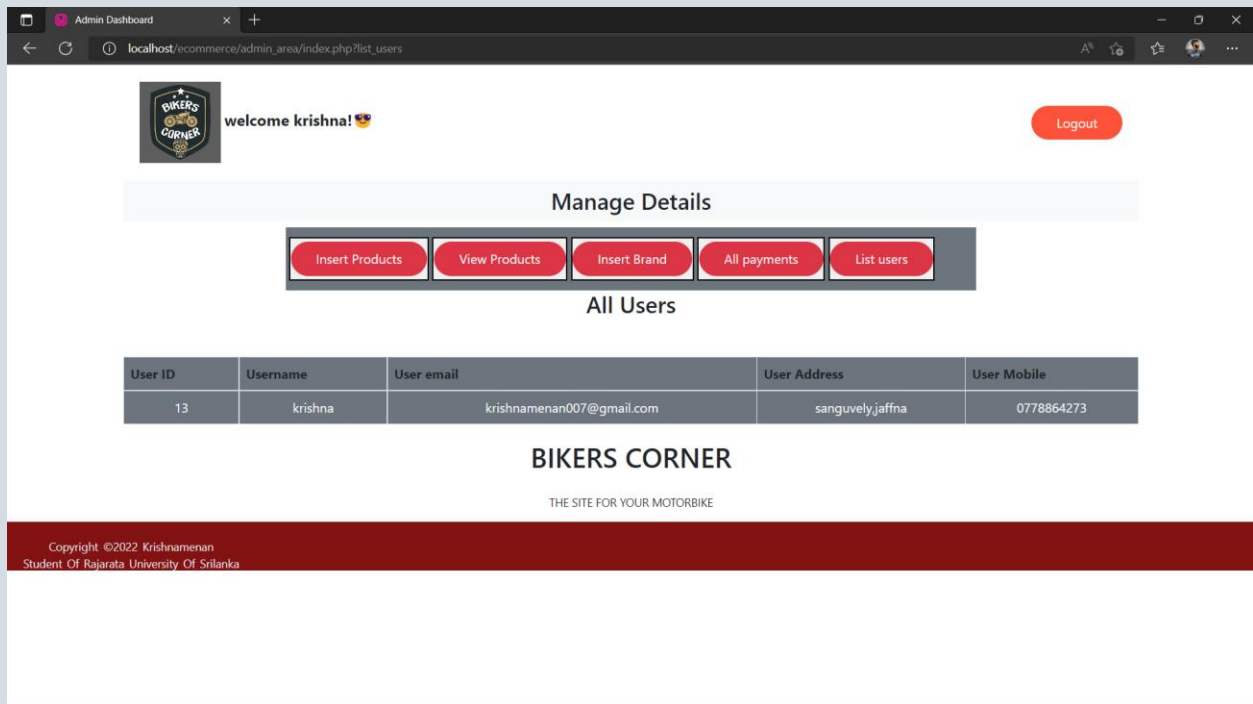 Admin Dashboard
localhost/ecommerce/admin_area/index.php?list_users
BIKERS
CORNER
welcome krishna!😎
Logout
Manage Details
Insert Products View Products Insert Brand All payments List users
All Users
User ID Username User email User Address User Mobile
13 krishna krishnamenan007@gmail.com sanguvely,jaffna 0778864273
BIKERS CORNER
THE SITE FOR YOUR MOTORBIKE
Copyright ©2022 Krishnamenan
Student Of Rajarata University Of Srilanka